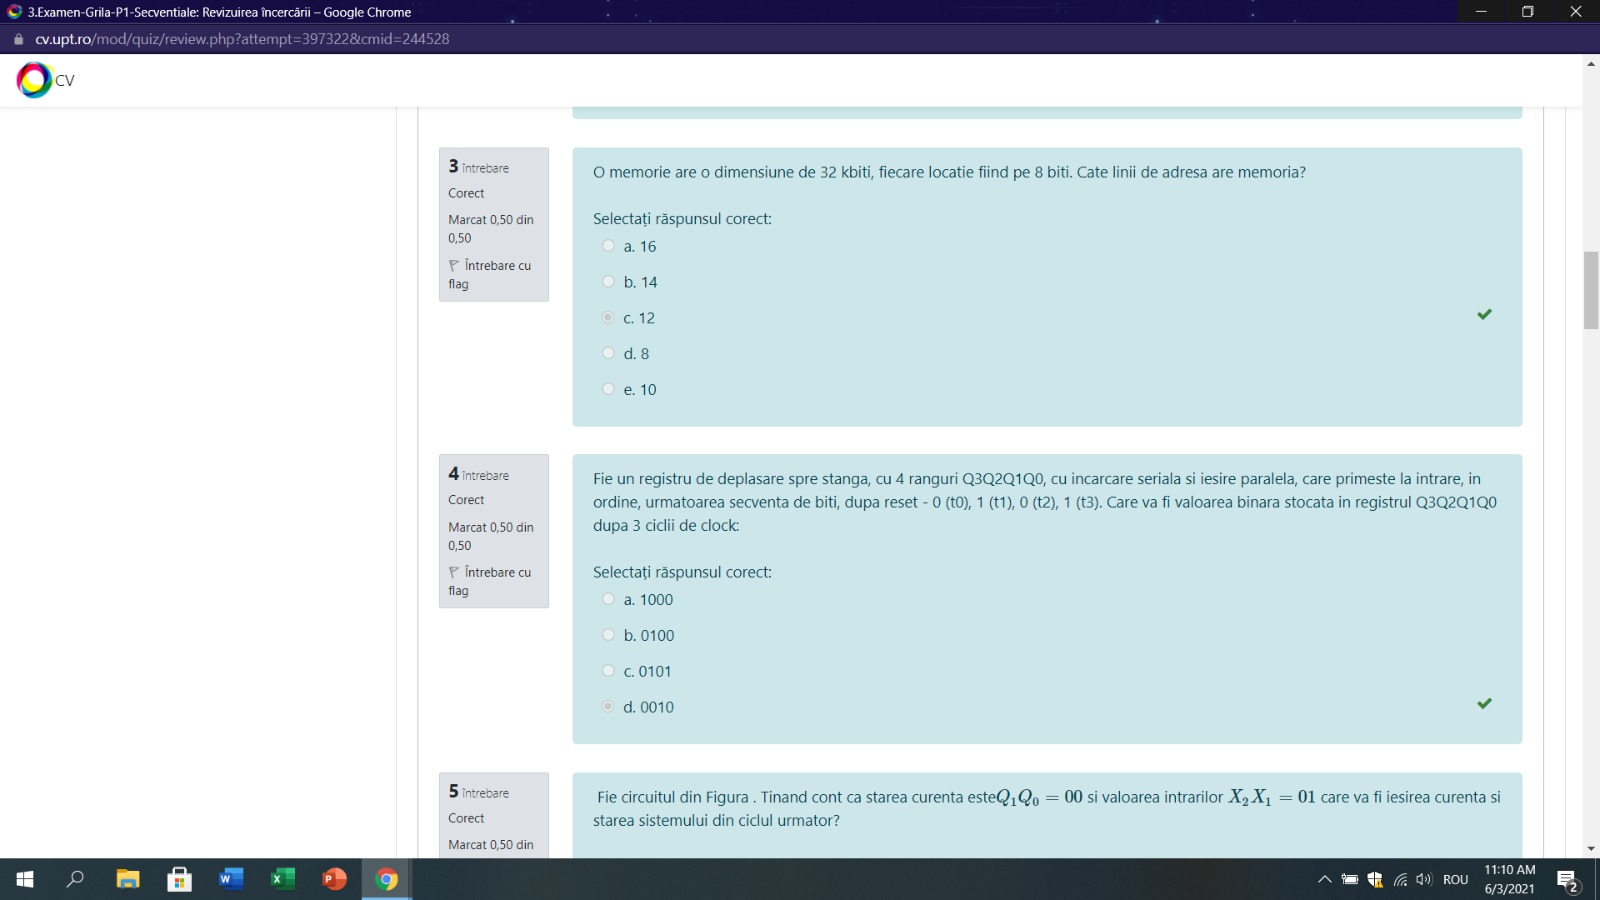 3.Examen-Grila-P1-Secventiale: Revizuirea încercării – Google Chrome
cv.upt.ro/mod/quiz/review.php?attempt=397322&cmid=244528
CV
3 întrebare
Corect
Marcat 0,50 din
0,50
Întrebare cu
flag
O memorie are o dimensiune de 32 kbiti, fiecare locatie fiind pe 8 biti. Cate linii de adresa are memoria?
Selectați răspunsul corect:
a. 16
b. 14
c. 12
d. 8
e. 10
4 întrebare
Corect
Marcat 0,50 din
0,50
Întrebare cu
flag
Fie un registru de deplasare spre stanga, cu 4 ranguri Q3Q2Q1Q0, cu incarcare seriala si iesire paralela, care primeste la intrare, in
ordine, urmatoarea secventa de biti, dupa reset - 0 (t0), 1 (t1), 0 (t2), 1 (t3). Care va fi valoarea binara stocata in registrul Q3Q2Q1Q0
dupa 3 ciclii de clock:
Selectați răspunsul corect:
a. 1000
b. 0100
c. 0101
d. 0010
5 întrebare
Corect
Marcat 0,50 din
Fie circuitul din Figura . Tinand cont ca starea curenta este Q₁Q₀ = 00 si valoarea intrarilor X₂X₁ = 01 care va fi iesirea curenta si
starea sistemului din ciclul urmator?
ROU
11:10 AM
6/3/2021
2